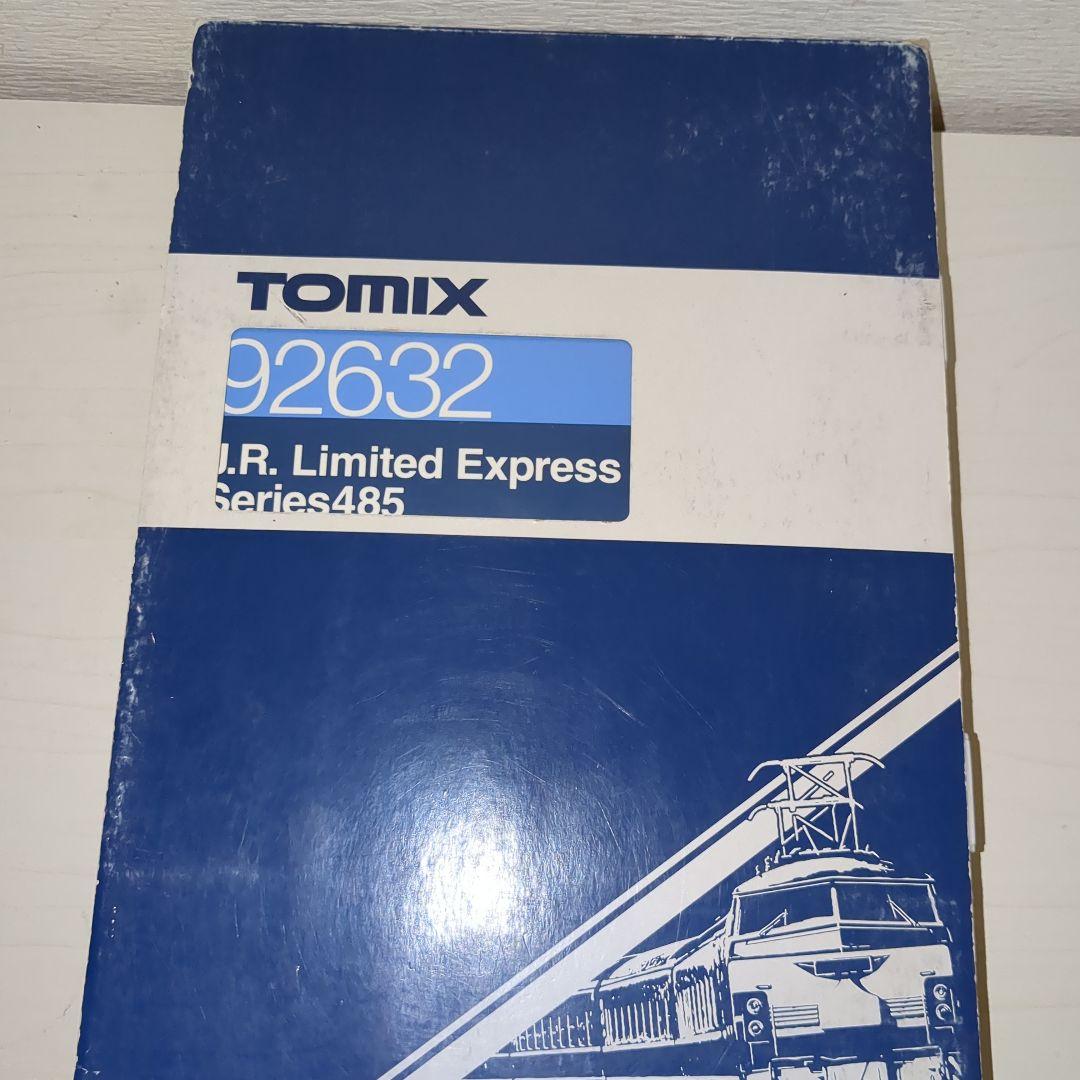 TOMIX
92632
J.R. Limited Express
Series485